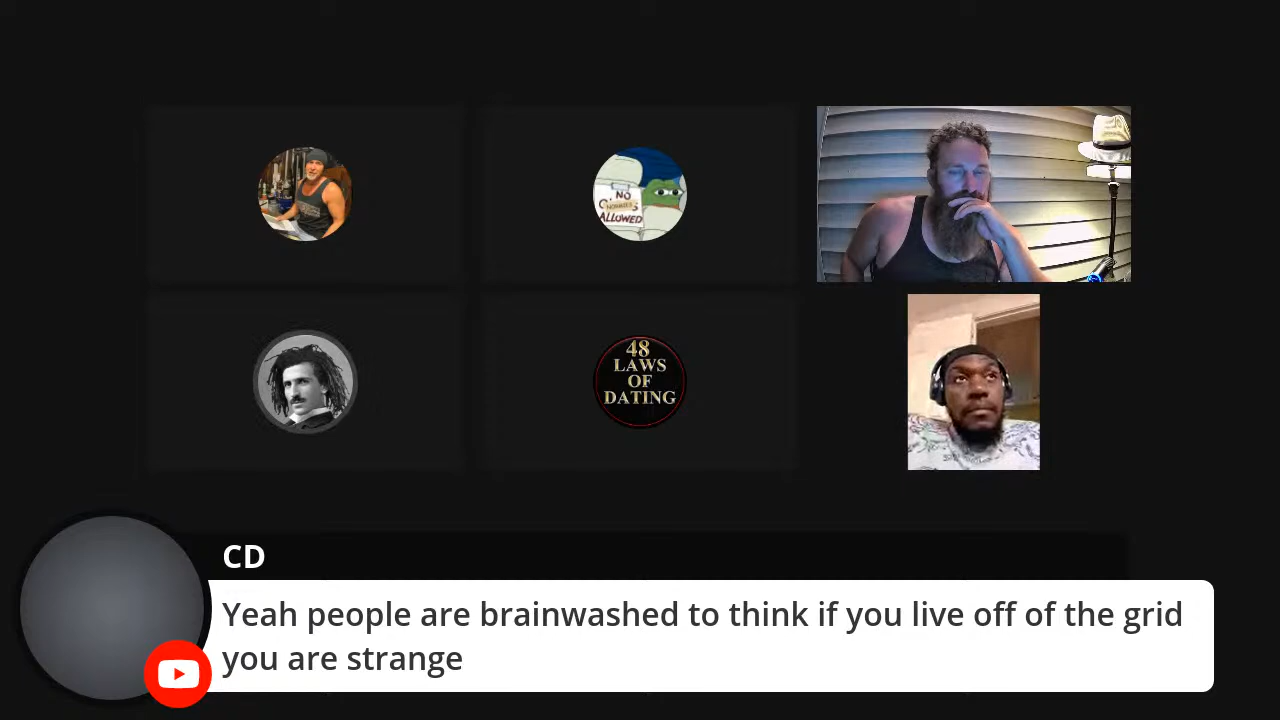 NO
NORMIES
ALLOWED
48
LAWS
OF
DATING
CD
Yeah people are brainwashed to think if you live off of the grid
you are strange